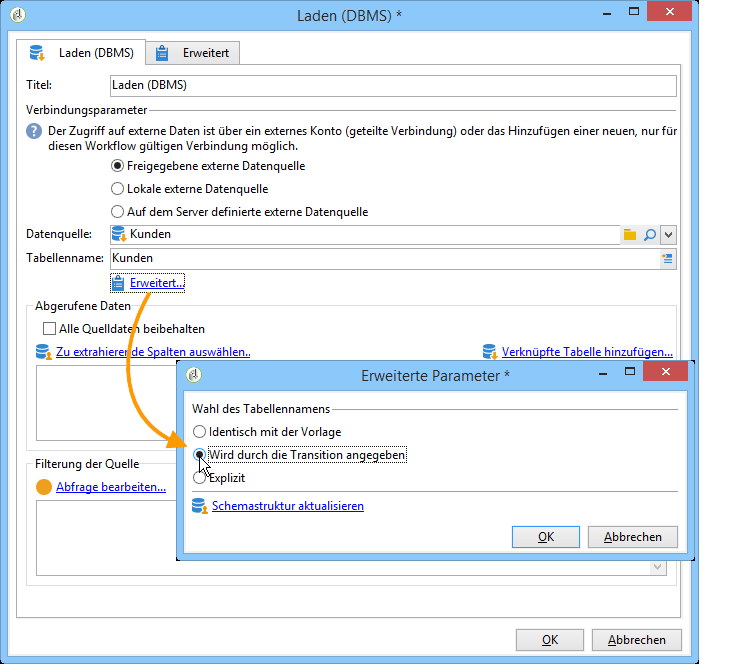 Laden (DBMS) *
Laden (DBMS)
Erweitert
Titel:
Laden (DBMS)
Verbindungsparameter
Der Zugriff auf externe Daten ist über ein externes Konto (geteilte Verbindung) oder das Hinzufügen einer neuen, nur für
diesen Workflow gültigen Verbindung möglich.
Freigegebene externe Datenquelle
Lokale externe Datenquelle
Auf dem Server definierte externe Datenquelle
Datenquelle:
Kunden
Tabellenname:
Kunden
Erweitert...
Abgerufene Daten
Alle Quelldaten beibehalten
Zu extrahierende Spalten auswählen..
Verknüpfte Tabelle hinzufügen...
Filterung der Quelle
Abfrage bearbeiten...
Erweiterte Parameter *
Wahl des Tabellennamens
Identisch mit der Vorlage
Wird durch die Transition angegeben
Explizit
Schemastruktur aktualisieren
OK
Abbrechen
OK
Abbrechen